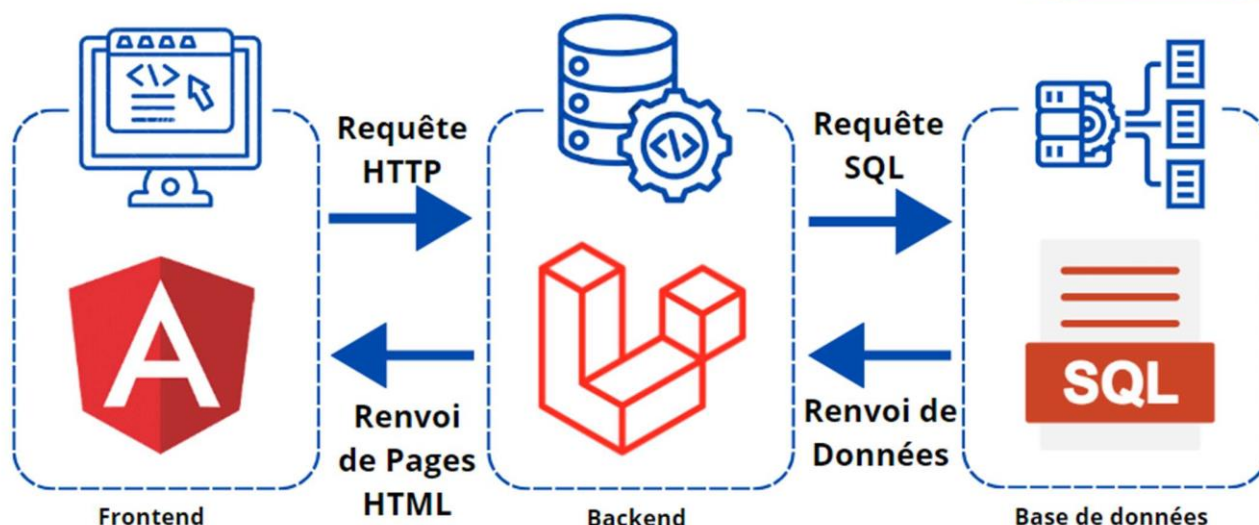 Requête
HTTP
Requête
SQL
Renvoi
de Pages
HTML
Renvoi de
Données
SQL
Frontend
Backend
Base de données